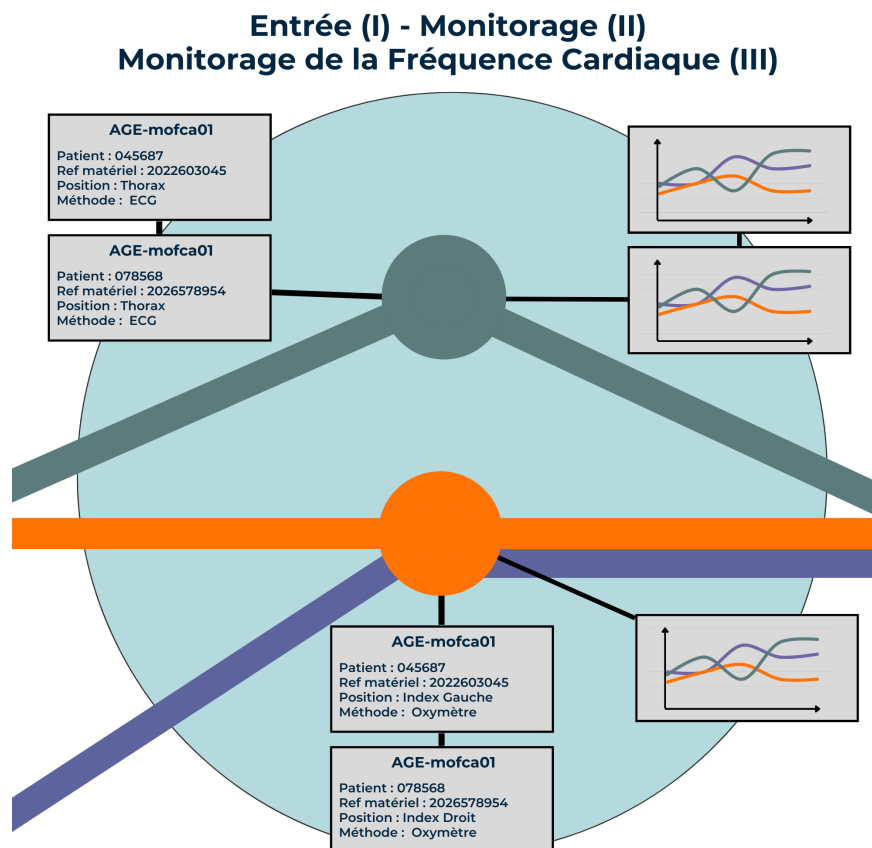 Entrée (I) - Monitorage (II)
Monitorage de la Fréquence Cardiaque (III)
AGE-mofca01
Patient : 045687
Ref matériel : 2022603045
Position : Thorax
Méthode : ECG
AGE-mofca01
Patient : 078568
Ref matériel : 2026578954
Position : Thorax
Méthode : ECG
AGE-mofca01
Patient : 045687
Ref matériel : 2022603045
Position : Index Gauche
Méthode : Oxymètre
AGE-mofca01
Patient : 078568
Ref matériel : 2026578954
Position : Index Droit
Méthode : Oxymètre